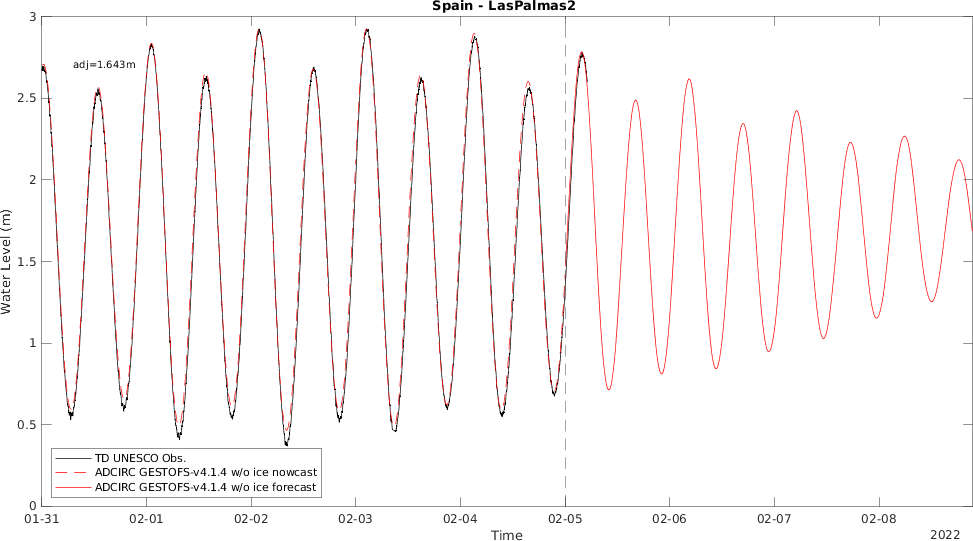 Spain - LasPalmas2
adj=1.643m
3
2.5
2
1.5
1
0.5
0
Water Level (m)
TD UNESCO Obs.
ADCIRC GESTOFS-v4.1.4 w/o ice nowcast
ADCIRC GESTOFS-v4.1.4 w/o ice forecast
01-31 02-01 02-02 02-03 02-04 02-05 02-06 02-07 02-08
Time
2022